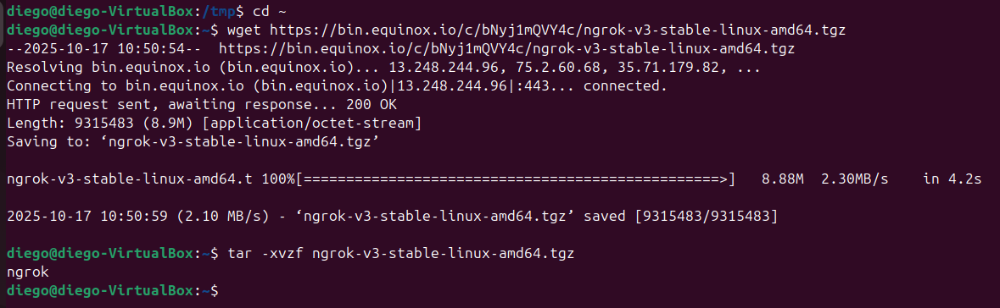 diego@diego-VirtualBox:/tmp$ cd ~
diego@diego-VirtualBox:~$ wget https://bin.equinox.io/c/bNyj1mQVY4c/ngrok-v3-stable-linux-amd64.tgz
--2025-10-17 10:50:54--  https://bin.equinox.io/c/bNyj1mQVY4c/ngrok-v3-stable-linux-amd64.tgz
Resolving bin.equinox.io (bin.equinox.io)... 13.248.244.96, 75.2.60.68, 35.71.179.82, ...
Connecting to bin.equinox.io (bin.equinox.io)|13.248.244.96|:443... connected.
HTTP request sent, awaiting response... 200 OK
Length: 9315483 (8.9M) [application/octet-stream]
Saving to: ‘ngrok-v3-stable-linux-amd64.tgz’
ngrok-v3-stable-linux-amd64.t 100%[=================================================>]   8.88M  2.30MB/s    in 4.2s
2025-10-17 10:50:59 (2.10 MB/s) - ‘ngrok-v3-stable-linux-amd64.tgz’ saved [9315483/9315483]
diego@diego-VirtualBox:~$ tar -xvzf ngrok-v3-stable-linux-amd64.tgz
ngrok
diego@diego-VirtualBox:~$